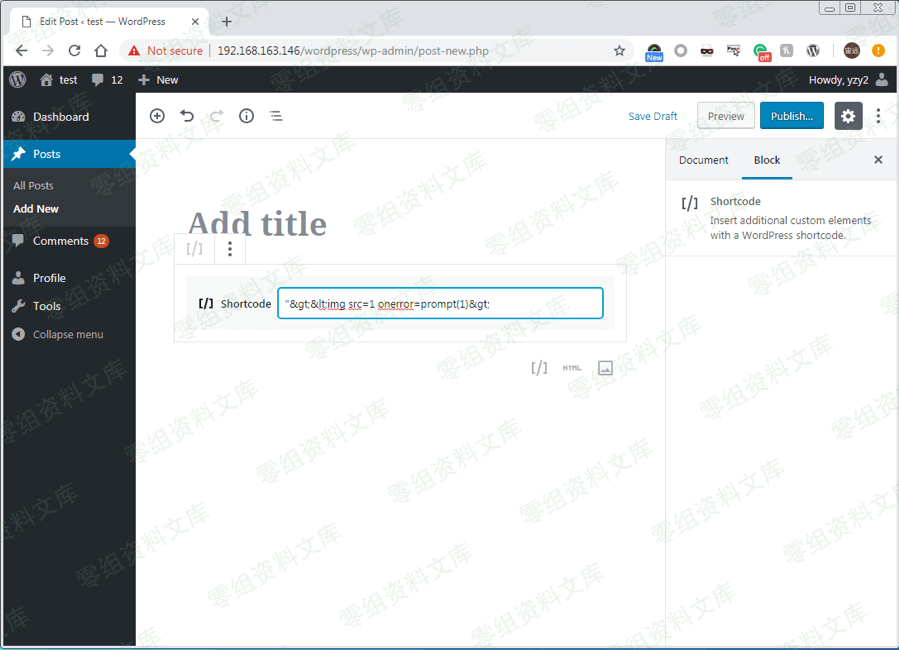 Edit Post ‹ test — WordPress
Not secure | 192.168.163.146/wordpress/wp-admin/post-new.php
New
off
test 12 New
Howdy, yzy2
Dashboard
Posts
All Posts
Add New
Comments 12
Profile
Tools
Collapse menu
Save Draft
Preview
Publish...
Add title
[/]
[/] Shortcode
"&gt;&lt;img src=1 onerror=prompt(1)&gt;
[/] HTML
Document
Block
[/] Shortcode
Insert additional custom elements
with a WordPress shortcode.
零组资料文库